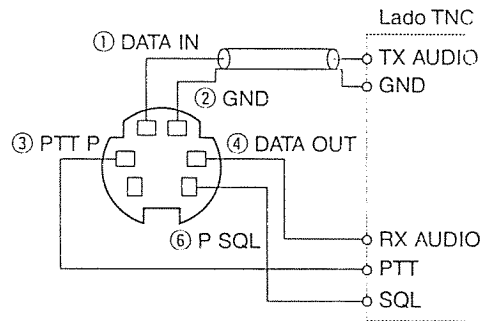 Lado TNC
① DATA IN
TX AUDIO
GND
② GND
③ PTT P
④ DATA OUT
⑥ P SQL
RX AUDIO
PTT
SQL